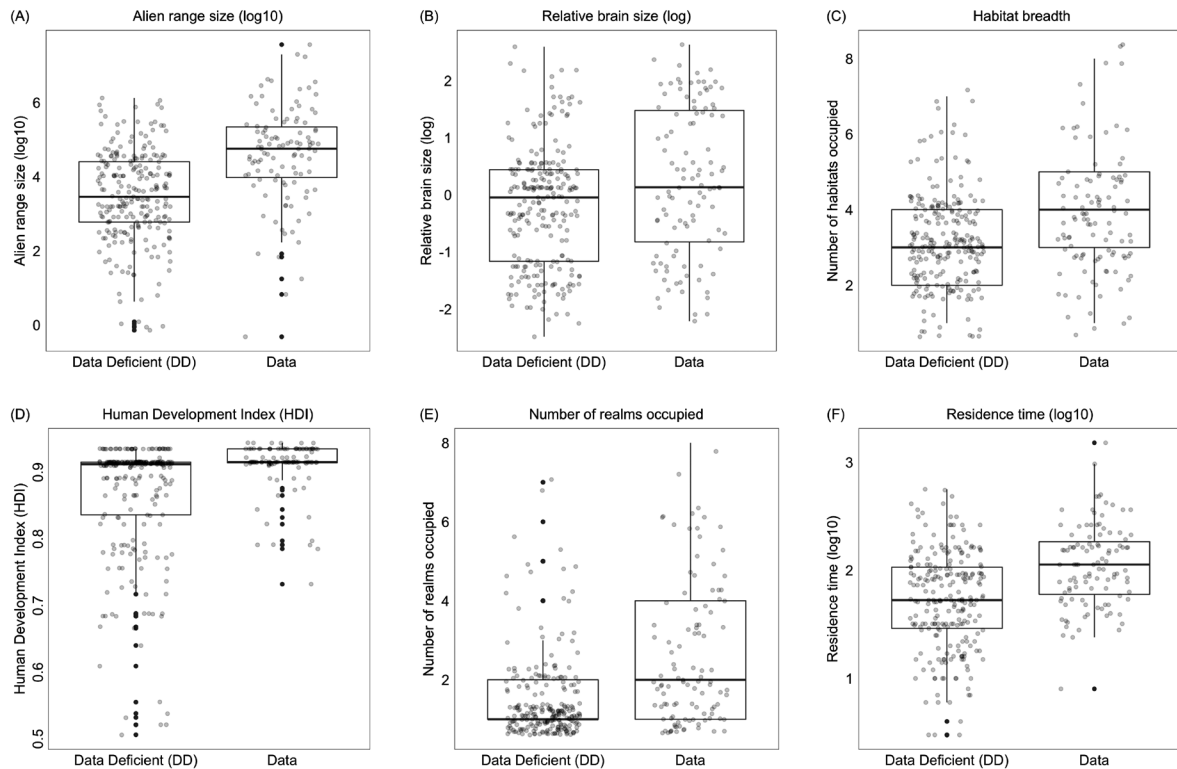 (A) Alien range size (log10)
Alien range size (log10)
6
4
2
0
Data Deficient (DD) Data
(B) Relative brain size (log)
Relative brain size (log)
2
1
0
-1
-2
Data Deficient (DD) Data
(C) Habitat breadth
Number of habitats occupied
8
6
4
2
Data Deficient (DD) Data
(D) Human Development Index (HDI)
Human Development Index (HDI)
0.9
0.8
0.7
0.6
0.5
Data Deficient (DD) Data
(E) Number of realms occupied
Number of realms occupied
8
6
4
2
Data Deficient (DD) Data
(F) Residence time (log10)
Residence time (log10)
3
2
1
Data Deficient (DD) Data